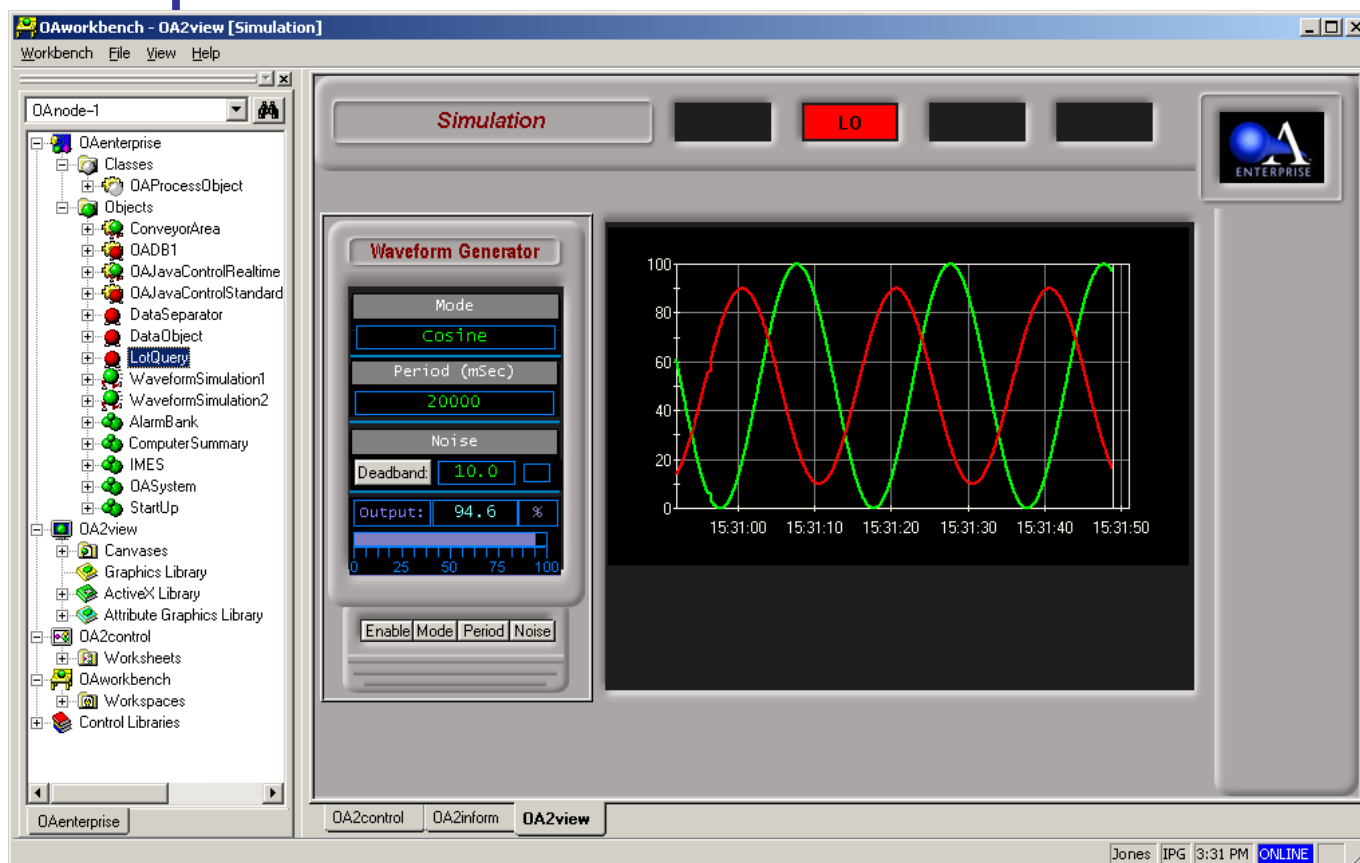 OAworkbench - OA2view [Simulation]
Workbench File View Help
OAnode-1
OAenterprise
Classes
OAProcessObject
Objects
ConveyorArea
OADB1
OAJavaControlRealtime
OAJavaControlStandard
DataSeparator
DataObject
LotQuery
WaveformSimulation1
WaveformSimulation2
AlarmBank
ComputerSummary
IMES
OASystem
StartUp
OA2view
Canvases
Graphics Library
ActiveX Library
Attribute Graphics Library
OA2control
Worksheets
OAworkbench
Workspaces
Control Libraries
OAenterprise
Simulation
LO
OA
ENTERPRISE
Waveform Generator
Mode
Cosine
Period (mSec)
20000
Noise
Deadband: 10.0
Output: 94.6 %
0 25 50 75 100
Enable Mode Period Noise
100
80
60
40
20
0
15:31:00 15:31:10 15:31:20 15:31:30 15:31:40 15:31:50
OA2control OA2inform OA2view
Jones IPG 3:31 PM ONLINE